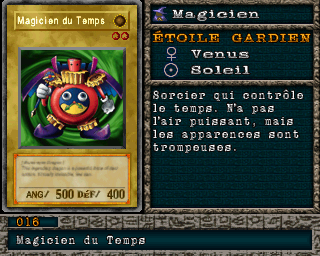 Magicien du Temps
ANG/ 500 DÉF/ 400
Magicien
ÉTOILE GARDIEN
♀ Venus
☉ Soleil
Sorcier qui contrôle
le temps. N'a pas
l'air puissant, mais
les apparences sont
trompeuses.
016
Magicien du Temps